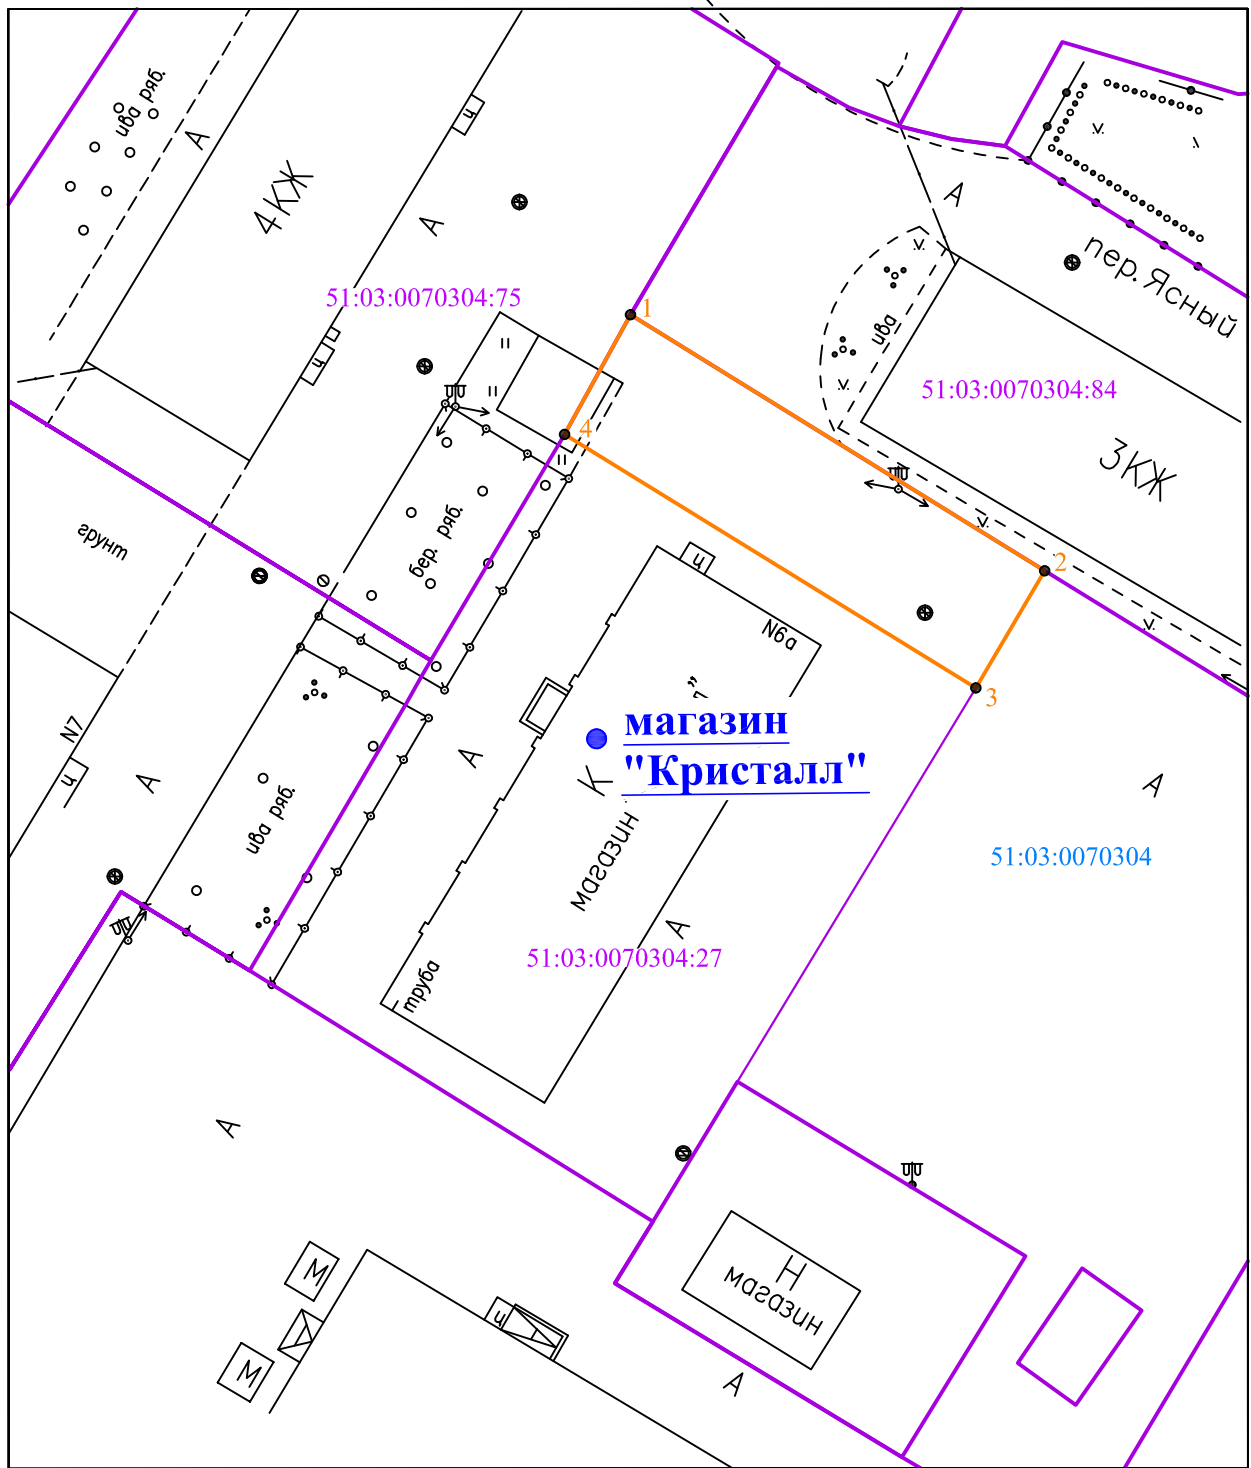 ива ряб.
А
4КЖ
ц
А
А
пер. Ясный
51:03:0070304:75
1
ива
51:03:0070304:84
3КЖ
4
грунт
бер. ряб.
2
N6а
ц
ц
3
N7
магазин
"Кристалл"
А
А
ц
К
А
ива ряб.
магазин
51:03:0070304
А
51:03:0070304:27
труба
А
Н
магазин
М
ц
М
А